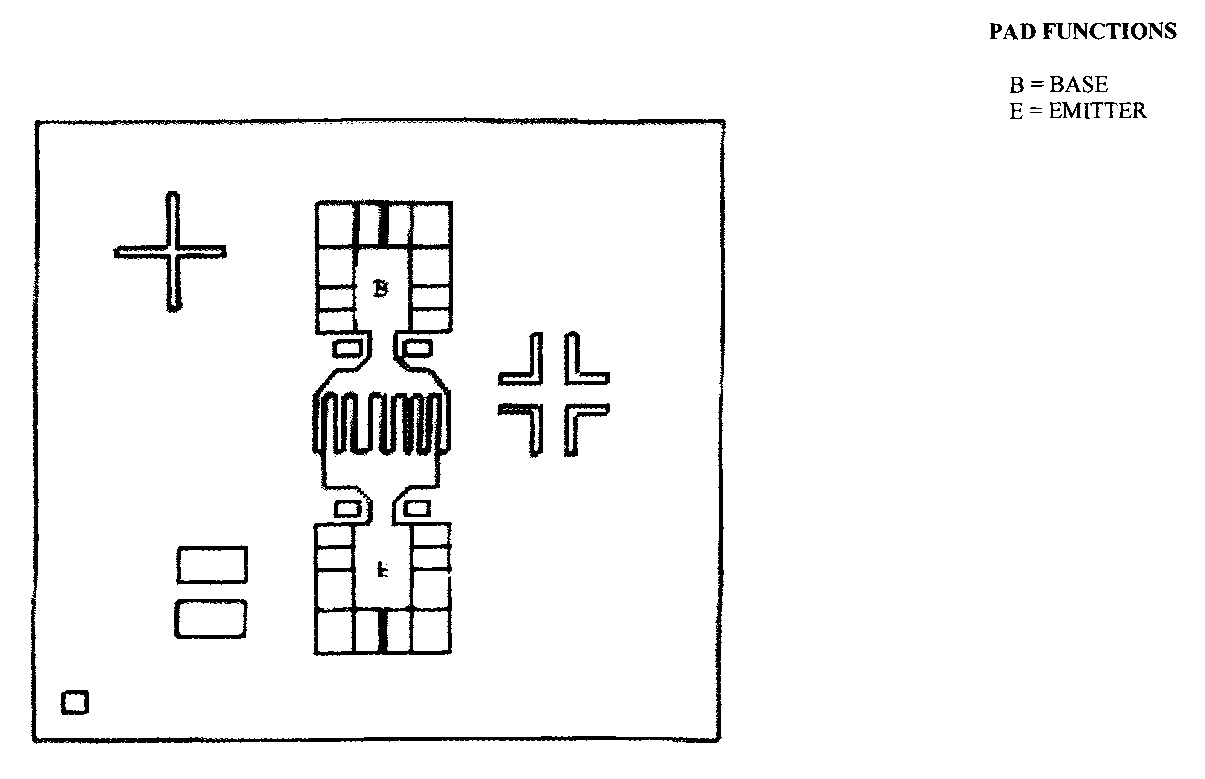 PAD FUNCTIONS
B = BASE
E = EMITTER
B
E